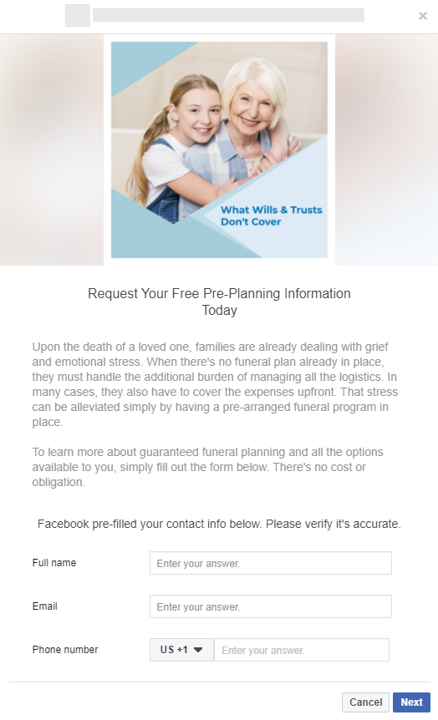 What Wills & Trusts
Don't Cover
Request Your Free Pre-Planning Information
Today
Upon the death of a loved one, families are already dealing with grief
and emotional stress. When there's no funeral plan already in place,
they must handle the additional burden of managing all the logistics. In
many cases, they also have to cover the expenses upfront. That stress
can be alleviated simply by having a pre-arranged funeral program in
place.
To learn more about guaranteed funeral planning and all the options
available to you, simply fill out the form below. There's no cost or
obligation.
Facebook pre-filled your contact info below. Please verify it's accurate.
Full name Enter your answer.
Email Enter your answer.
Phone number US +1 Enter your answer.
Cancel Next